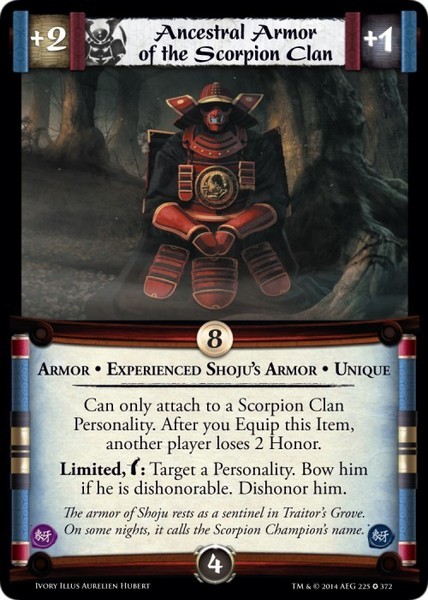 +2
Ancestral Armor
of the Scorpion Clan
+1
8
Armor • Experienced Shoju's Armor • Unique
Can only attach to a Scorpion Clan
Personality. After you Equip this Item,
another player loses 2 Honor.
Limited, : Target a Personality. Bow him
if he is dishonorable. Dishonor him.
The armor of Shoju rests as a sentinel in Traitor's Grove.
On some nights, it calls the Scorpion Champion's name.
4
Ivory Illus Aurelien Hubert
TM & © 2014 AEG 225 ✪ 372